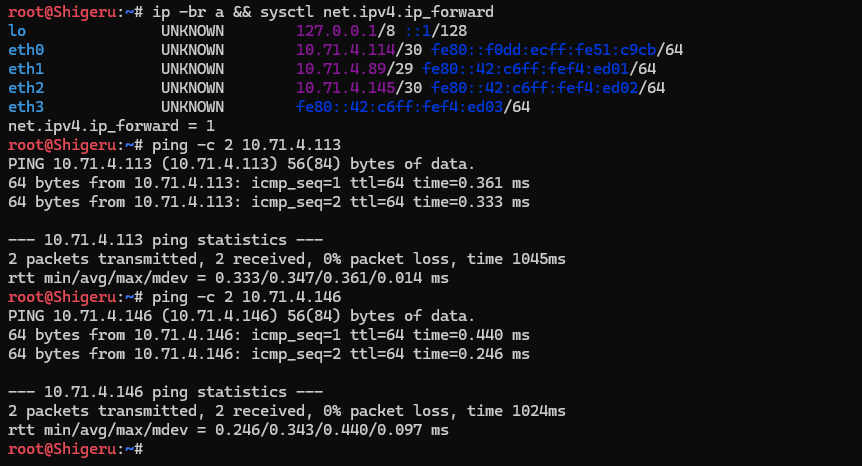 root@Shigeru:~# ip -br a && sysctl net.ipv4.ip_forward
lo               UNKNOWN        127.0.0.1/8 ::1/128
eth0             UNKNOWN        10.71.4.114/30 fe80::f0dd:ecff:fe51:c9cb/64
eth1             UNKNOWN        10.71.4.89/29 fe80::42:c6ff:fef4:ed01/64
eth2             UNKNOWN        10.71.4.145/30 fe80::42:c6ff:fef4:ed02/64
eth3             UNKNOWN        fe80::42:c6ff:fef4:ed03/64
net.ipv4.ip_forward = 1
root@Shigeru:~# ping -c 2 10.71.4.113
PING 10.71.4.113 (10.71.4.113) 56(84) bytes of data.
64 bytes from 10.71.4.113: icmp_seq=1 ttl=64 time=0.361 ms
64 bytes from 10.71.4.113: icmp_seq=2 ttl=64 time=0.333 ms

--- 10.71.4.113 ping statistics ---
2 packets transmitted, 2 received, 0% packet loss, time 1045ms
rtt min/avg/max/mdev = 0.333/0.347/0.361/0.014 ms
root@Shigeru:~# ping -c 2 10.71.4.146
PING 10.71.4.146 (10.71.4.146) 56(84) bytes of data.
64 bytes from 10.71.4.146: icmp_seq=1 ttl=64 time=0.440 ms
64 bytes from 10.71.4.146: icmp_seq=2 ttl=64 time=0.246 ms

--- 10.71.4.146 ping statistics ---
2 packets transmitted, 2 received, 0% packet loss, time 1024ms
rtt min/avg/max/mdev = 0.246/0.343/0.440/0.097 ms
root@Shigeru:~#